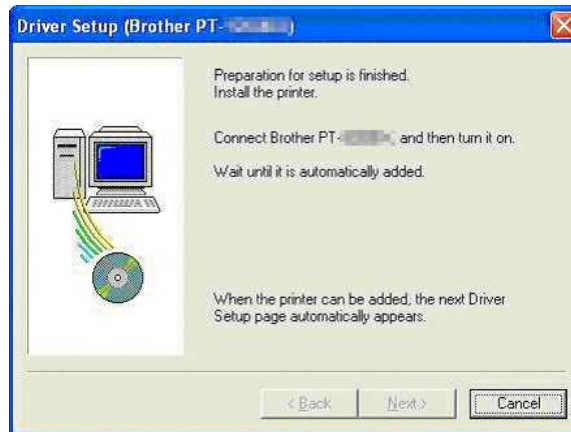 Driver Setup (Brother PT-)
Preparation for setup is finished.
Install the printer.
Connect Brother PT- and then turn it on.
Wait until it is automatically added.
When the printer can be added, the next Driver
Setup page automatically appears.
< Back
Next >
Cancel